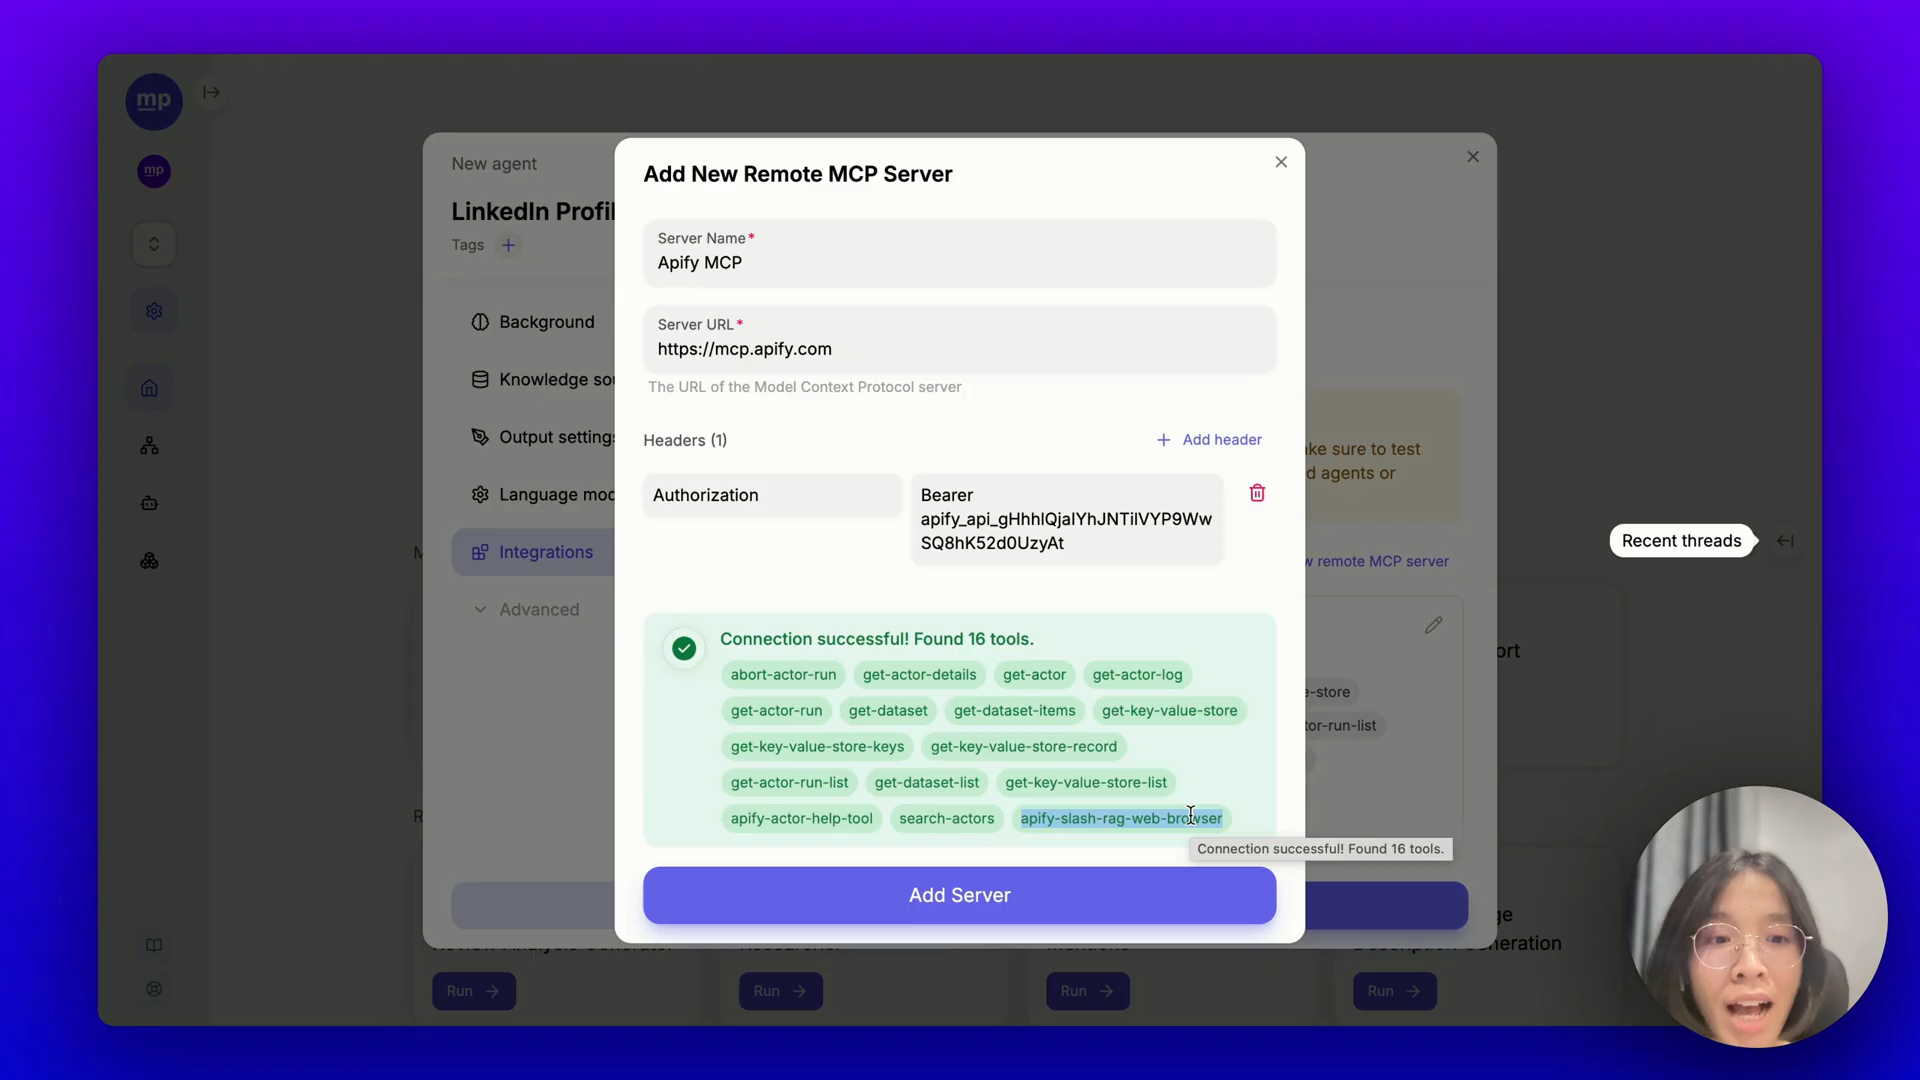 mp
mp
New agent
LinkedIn Profil
Tags
Background
Knowledge sou
Output settings
Language mod
Integrations
Advanced
Add New Remote MCP Server
Server Name*
Apify MCP
Server URL*
https://mcp.apify.com
The URL of the Model Context Protocol server
Headers (1)
+ Add header
Authorization
Bearer
apify_api_gHhhlQjalYhJNTilVYP9Ww
SQ8hK52d0UzyAt
Connection successful! Found 16 tools.
abort-actor-run get-actor-details get-actor get-actor-log
get-actor-run get-dataset get-dataset-items get-key-value-store
get-key-value-store-keys get-key-value-store-record
get-actor-run-list get-dataset-list get-key-value-store-list
apify-actor-help-tool search-actors apify-slash-rag-web-browser
Connection successful! Found 16 tools.
Add Server
ke sure to test
d agents or
w remote MCP server
e-store
tor-run-list
ort
Recent threads
Run Run Run Run